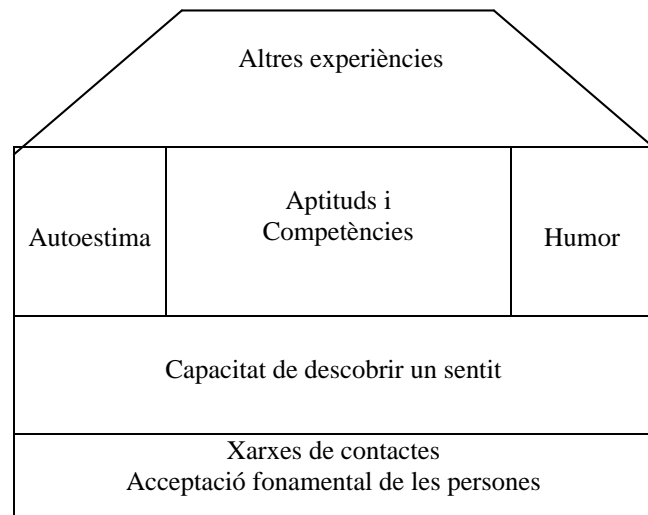 Altres experiències
Autoestima
Aptituds i
Competències
Humor
Capacitat de descobrir un sentit
Xarxes de contactes
Acceptació fonamental de les persones